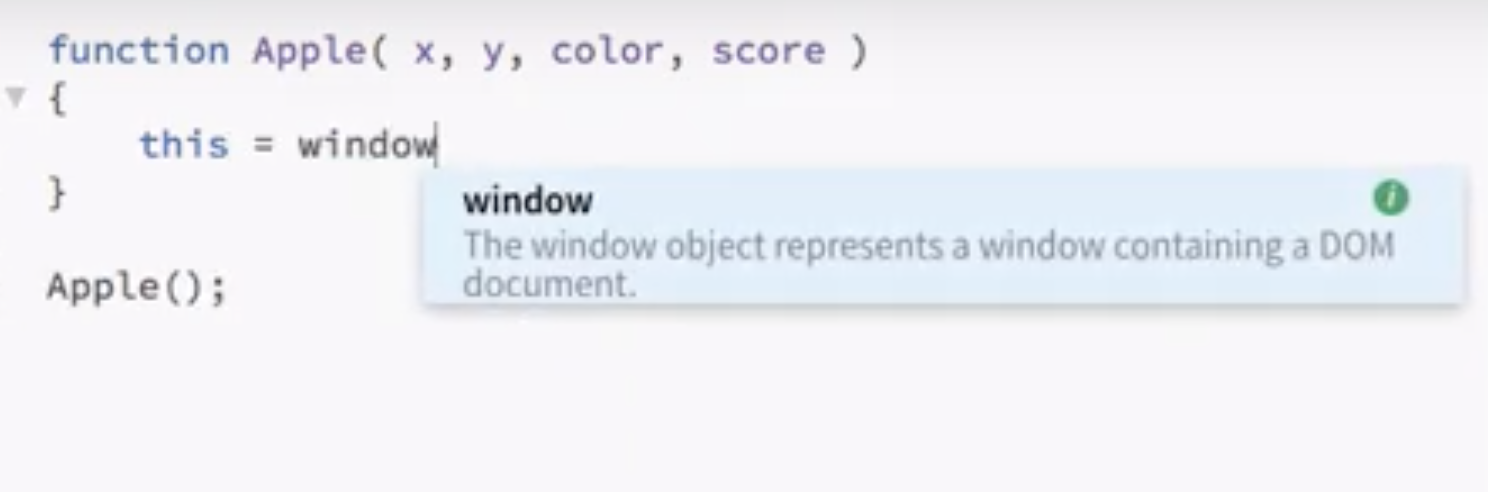 function Apple( x, y, color, score )
{
this = window
}
window
The window object represents a window containing a DOM
document.
Apple();